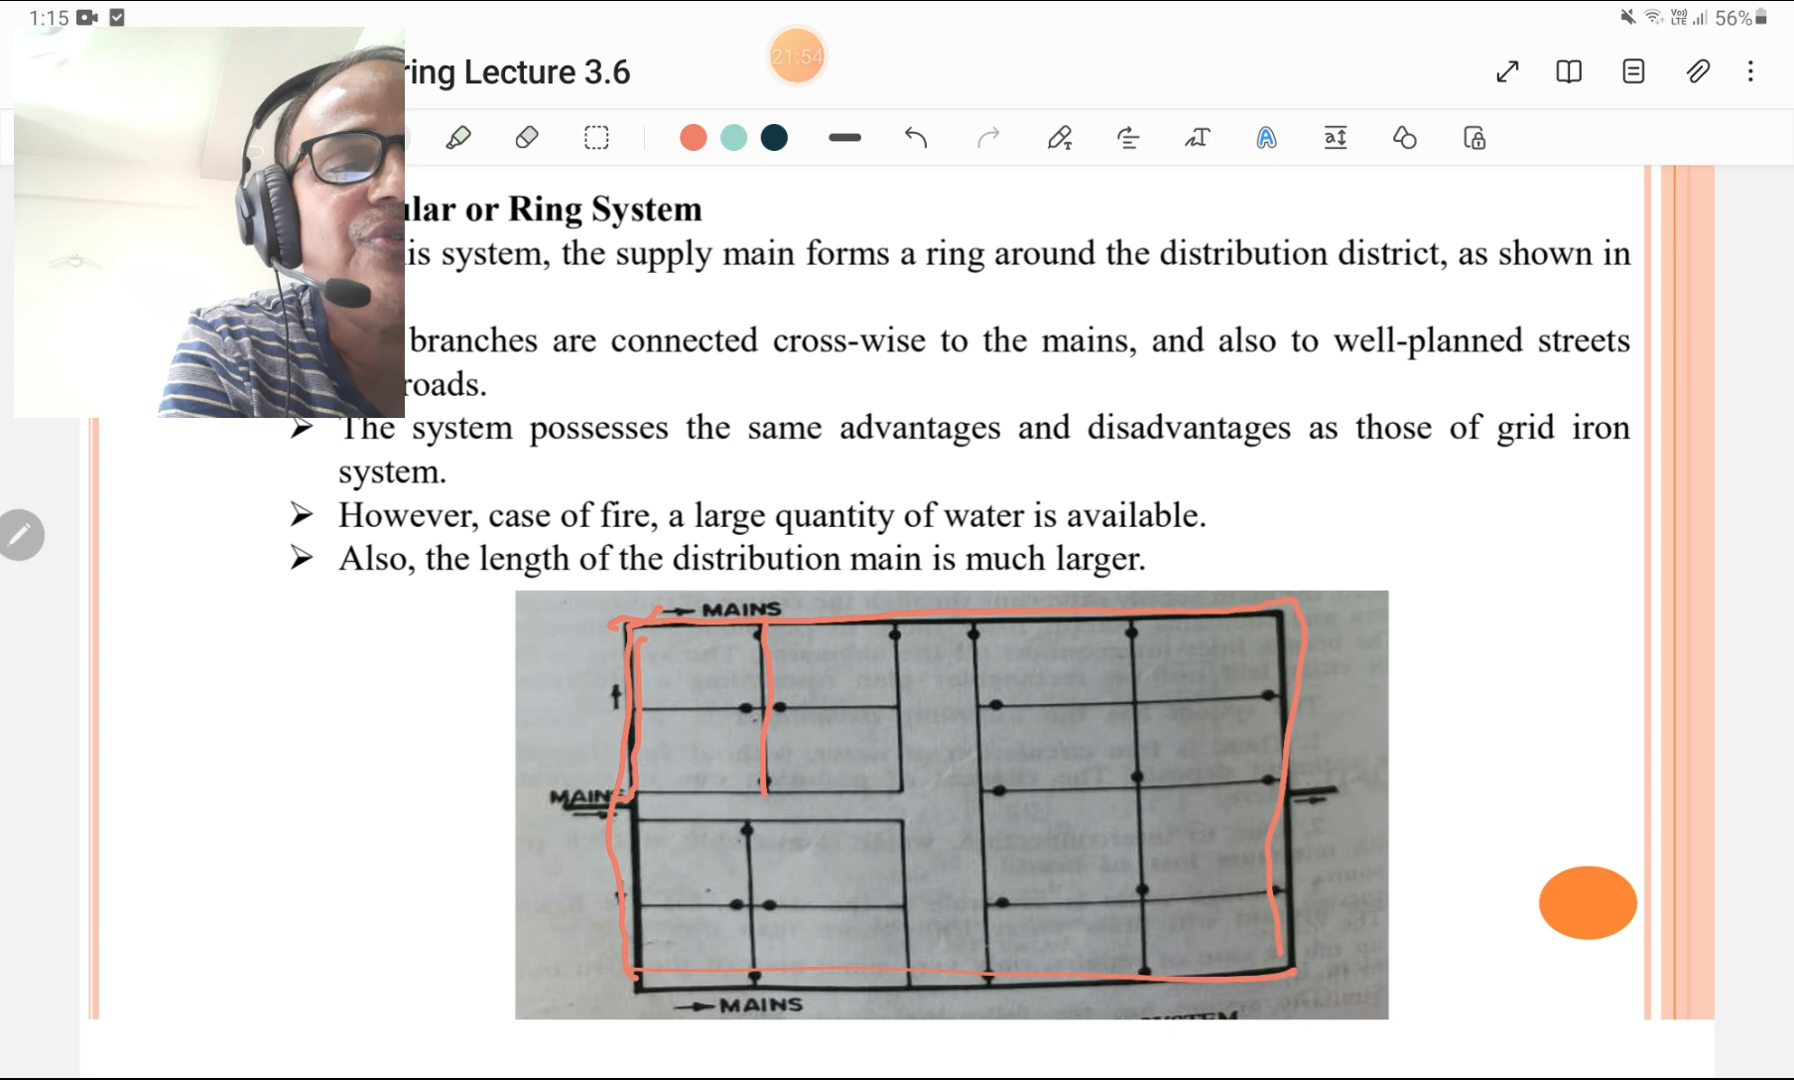 1:15
VoI) LTE 56%
21:54
ring Lecture 3.6
ular or Ring System
is system, the supply main forms a ring around the distribution district, as shown in
branches are connected cross-wise to the mains, and also to well-planned streets
roads.
➤ The system possesses the same advantages and disadvantages as those of grid iron
system.
➤ However, case of fire, a large quantity of water is available.
➤ Also, the length of the distribution main is much larger.
MAINS
MAINS
MAINS